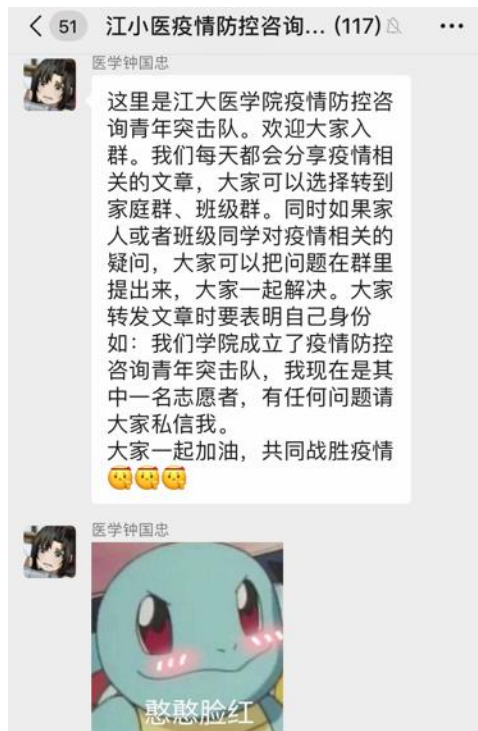 51
江小医疫情防控咨询... (117)
医学钟国忠
这里是江大医学院疫情防控咨
询青年突击队。欢迎大家入
群。我们每天都会分享疫情相
关的文章，大家可以选择转到
家庭群、班级群。同时如果家
人或者班级同学对疫情相关的
疑问，大家可以把问题在群里
提出来，大家一起解决。大家
转发文章时要表明自己身份
如：我们学院成立了疫情防控
咨询青年突击队，我现在是其
中一名志愿者，有任何问题请
大家私信我。
大家一起加油，共同战胜疫情
医学钟国忠
憨憨脸红